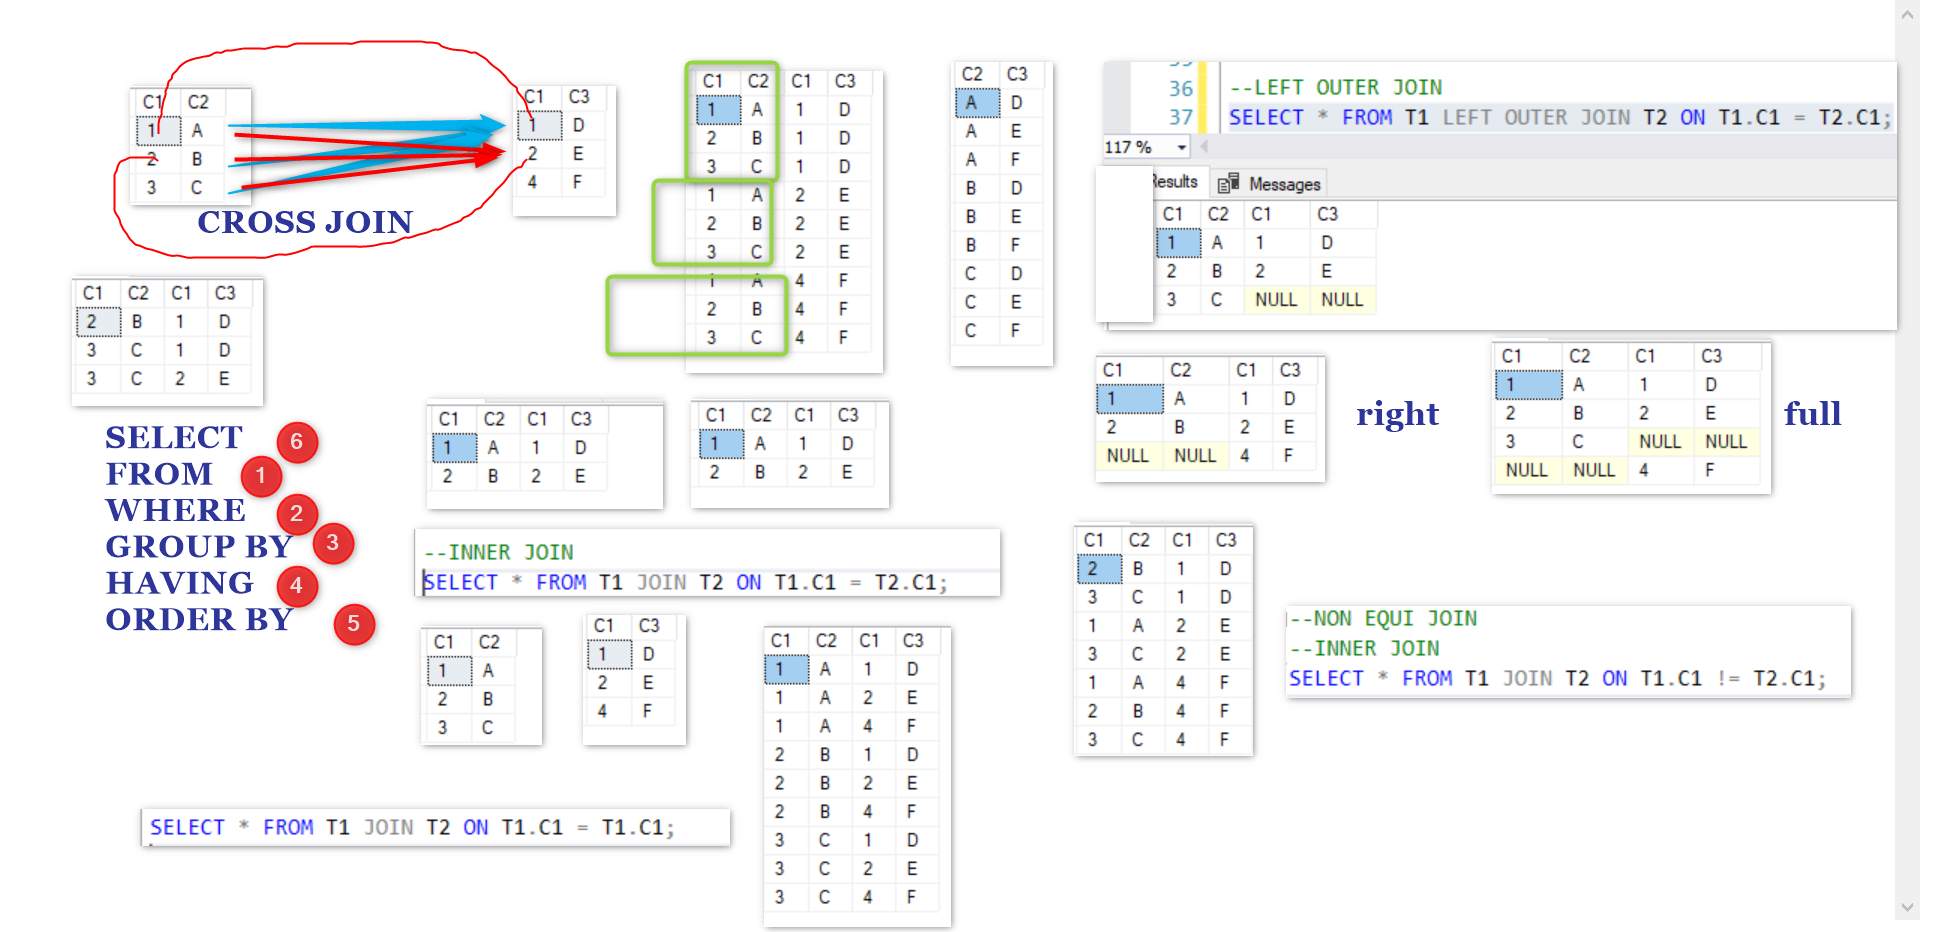 C1 C2
1 A
2 B
3 C
CROSS JOIN
C1 C3
1 D
2 E
4 F
C1 C2 C1 C3
1 A 1 D
2 B 1 D
3 C 1 D
1 A 2 E
2 B 2 E
3 C 2 E
1 A 4 F
2 B 4 F
3 C 4 F
C2 C3
A D
A E
A F
B D
B E
B F
C D
C E
C F
36 --LEFT OUTER JOIN
37 SELECT * FROM T1 LEFT OUTER JOIN T2 ON T1.C1 = T2.C1;
117 %
Results Messages
C1 C2 C1 C3
1 A 1 D
2 B 2 E
3 C NULL NULL
C1 C2 C1 C3
2 B 1 D
3 C 1 D
3 C 2 E
C1 C2 C1 C3
1 A 1 D
2 B 2 E
NULL NULL 4 F
right
C1 C2 C1 C3
1 A 1 D
2 B 2 E
3 C NULL NULL
NULL NULL 4 F
full
SELECT 6
FROM 1
WHERE 2
GROUP BY 3
HAVING 4
ORDER BY 5
C1 C2 C1 C3
1 A 1 D
2 B 2 E
C1 C2 C1 C3
1 A 1 D
2 B 2 E
--INNER JOIN
SELECT * FROM T1 JOIN T2 ON T1.C1 = T2.C1;
C1 C2
1 A
2 B
3 C
C1 C3
1 D
2 E
4 F
C1 C2 C1 C3
1 A 1 D
1 A 2 E
1 A 4 F
2 B 1 D
2 B 2 E
2 B 4 F
3 C 1 D
3 C 2 E
3 C 4 F
C1 C2 C1 C3
2 B 1 D
3 C 1 D
1 A 2 E
3 C 2 E
1 A 4 F
2 B 4 F
3 C 4 F
--NON EQUI JOIN
--INNER JOIN
SELECT * FROM T1 JOIN T2 ON T1.C1 != T2.C1;
SELECT * FROM T1 JOIN T2 ON T1.C1 = T1.C1;